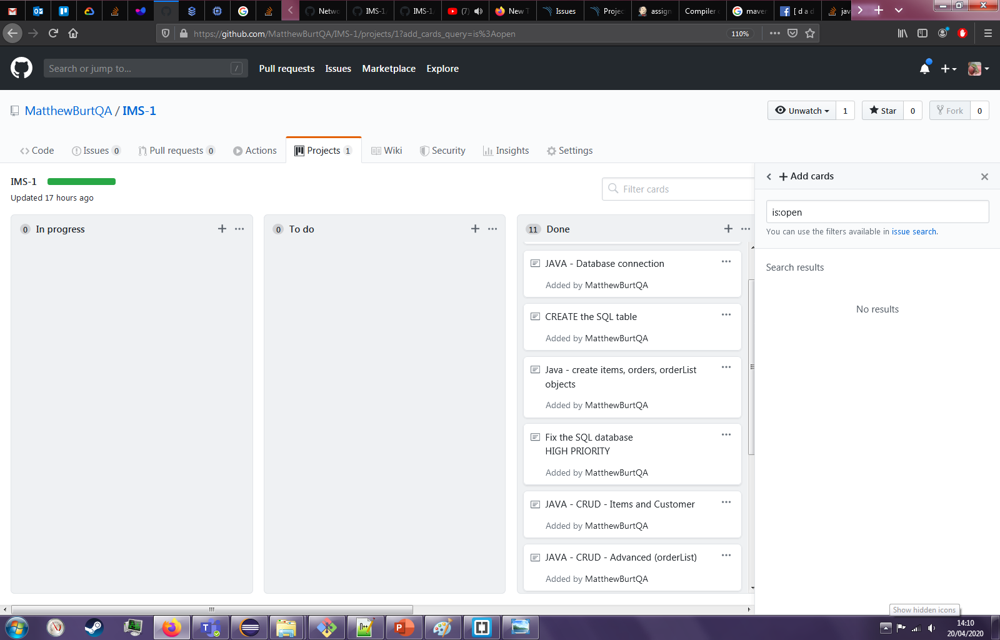 (7)
Netwo
IMS-1
IMS-1
New T
Issues
Projec
assign
Compiler
maver
[ d a d
jav
https://github.com/MatthewBurtQA/IMS-1/projects/1?add_cards_query=is%3Aopen
110%
Search or jump to...
/
Pull requests
Issues
Marketplace
Explore
MatthewBurtQA / IMS-1
Unwatch
1
Star
0
Fork
0
Code
Issues 0
Pull requests 0
Actions
Projects 1
Wiki
Security
Insights
Settings
IMS-1
Updated 17 hours ago
Filter cards
Add cards
is:open
You can use the filters available in issue search.
Search results
No results
0 In progress
0 To do
11 Done
JAVA - Database connection
Added by MatthewBurtQA
CREATE the SQL table
Added by MatthewBurtQA
Java - create items, orders, orderList
objects
Added by MatthewBurtQA
Fix the SQL database
HIGH PRIORITY
Added by MatthewBurtQA
JAVA - CRUD - Items and Customer
Added by MatthewBurtQA
JAVA - CRUD - Advanced (orderList)
Added by MatthewBurtQA
Show hidden icons
14:10
20/04/2020